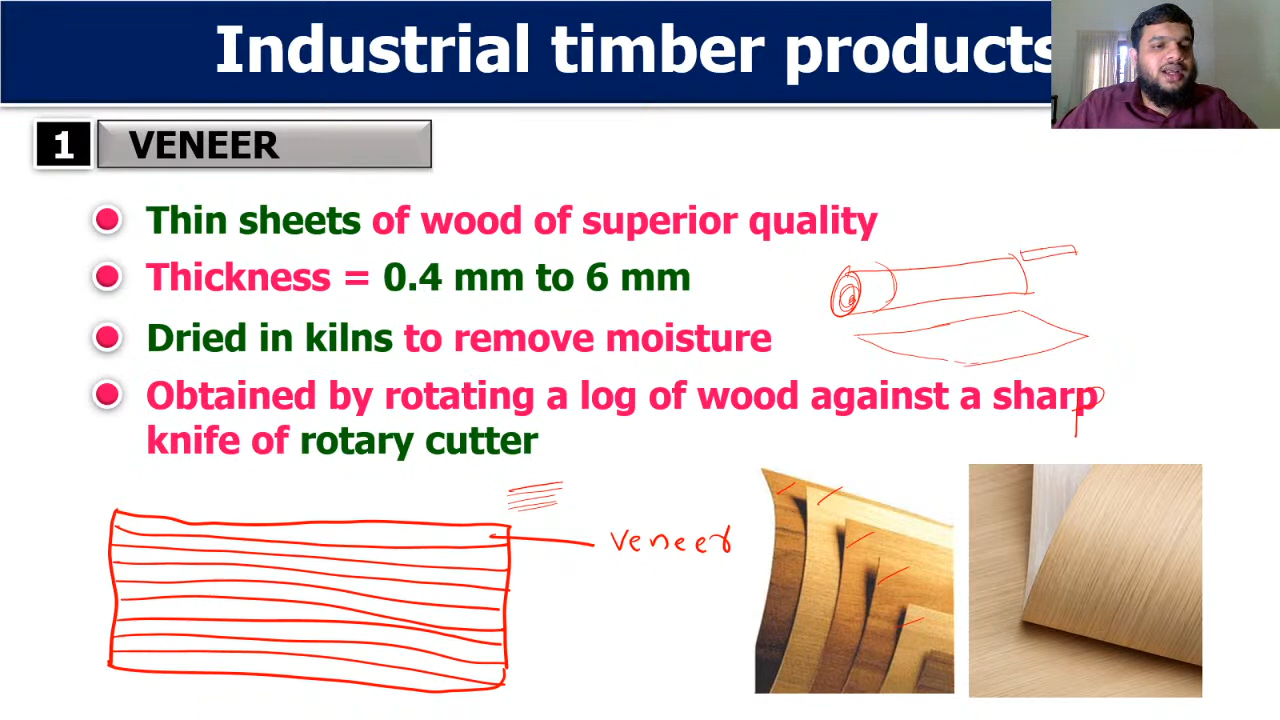 Industrial timber products
1 VENEER
Thin sheets of wood of superior quality
Thickness = 0.4 mm to 6 mm
Dried in kilns to remove moisture
Obtained by rotating a log of wood against a sharp
knife of rotary cutter
veneer